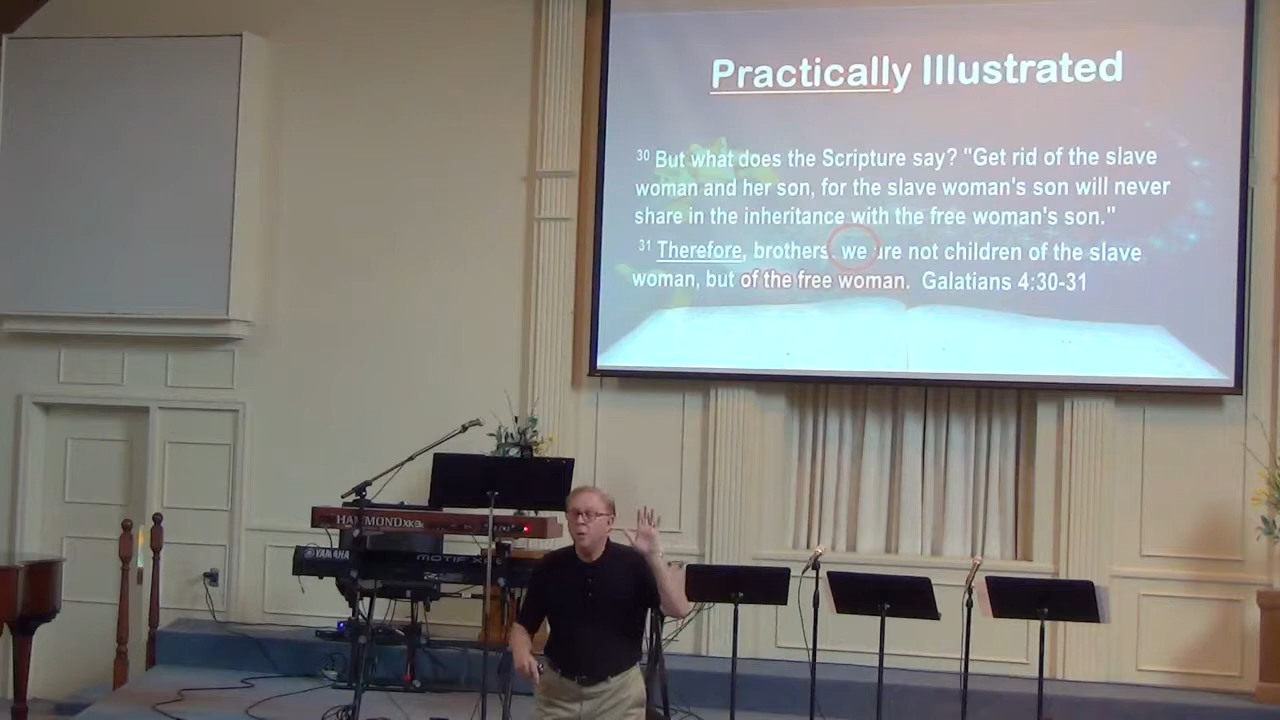 Practically Illustrated
30 But what does the Scripture say? "Get rid of the slave
woman and her son, for the slave woman's son will never
share in the inheritance with the free woman's son."
31 Therefore, brothers, we are not children of the slave
woman, but of the free woman. Galatians 4:30-31
HAMMOND XK-3c
YAMAHA
MOTIF